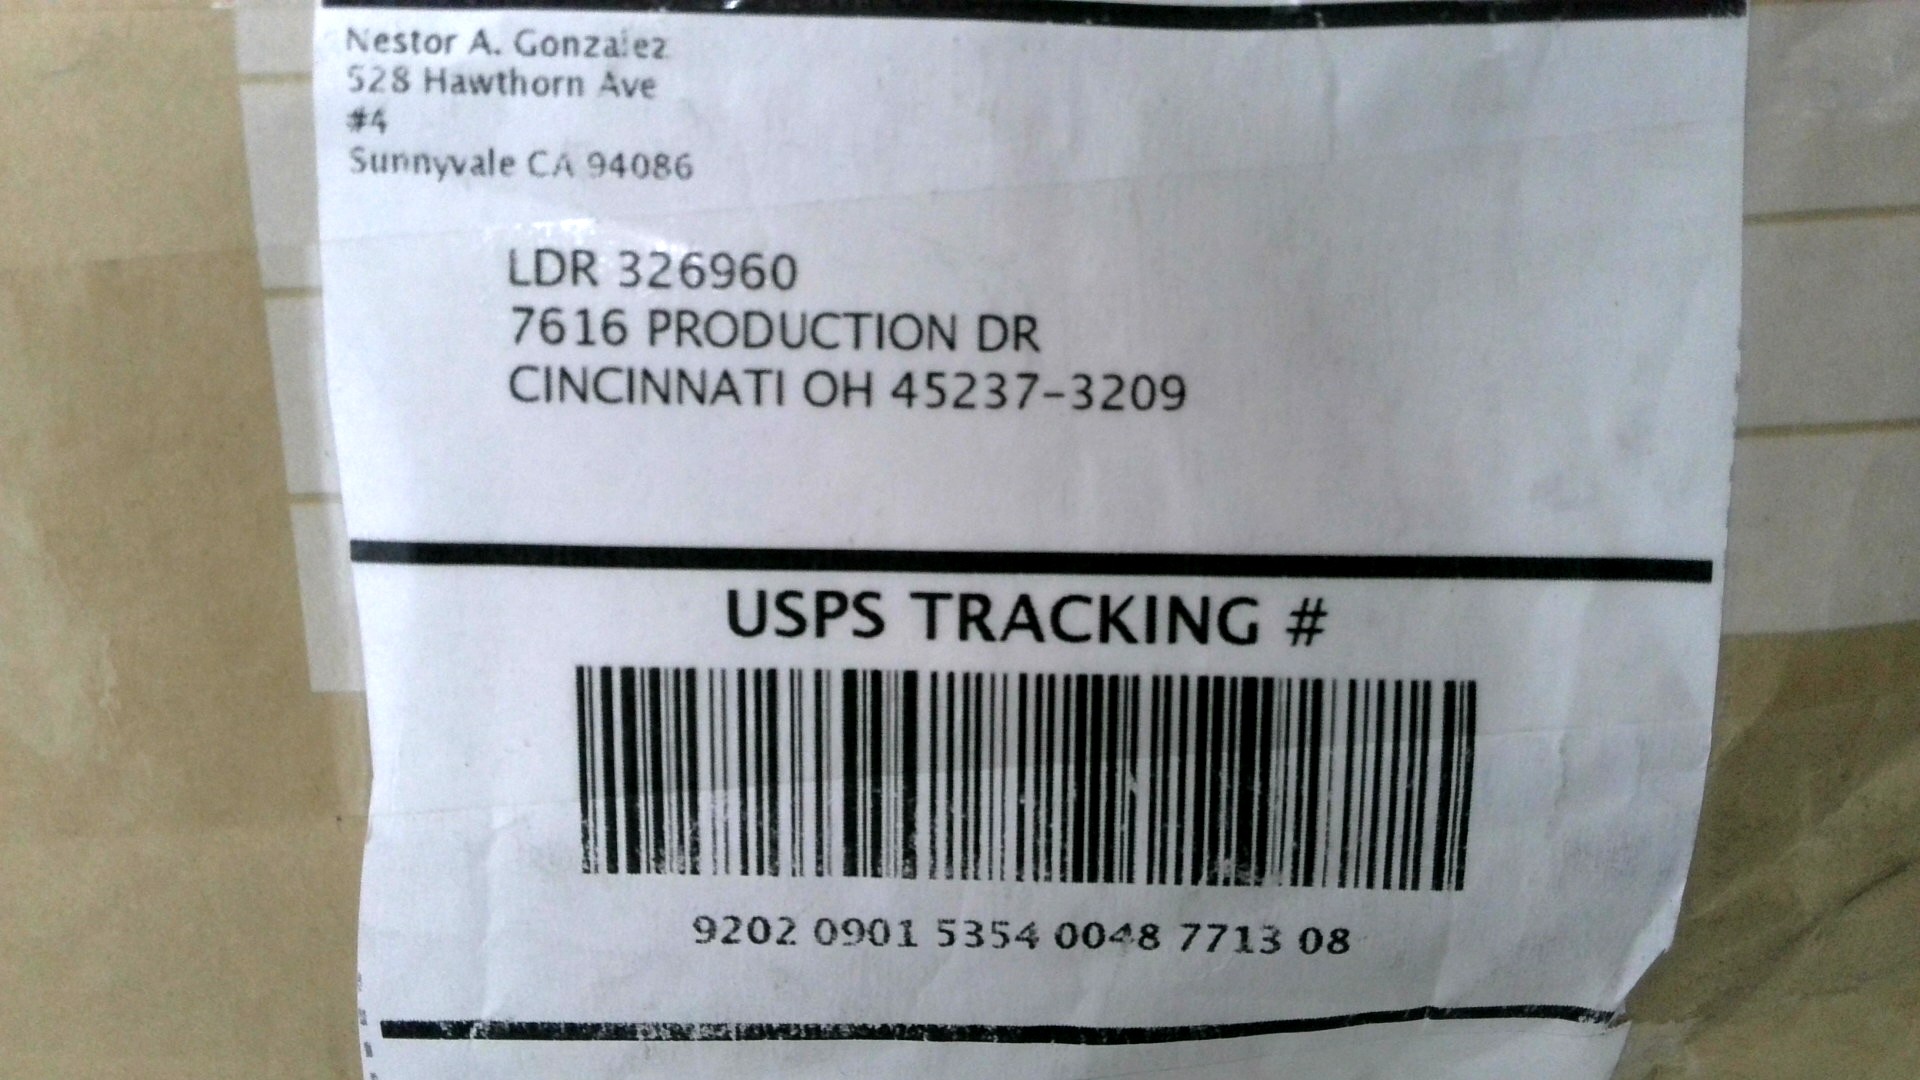 Nestor A. Gonzalez
528 Hawthorn Ave
#4
Sunnyvale CA 94086
LDR 326960
7616 PRODUCTION DR
CINCINNATI OH 45237-3209
USPS TRACKING #
9202 0901 5354 0048 7713 08